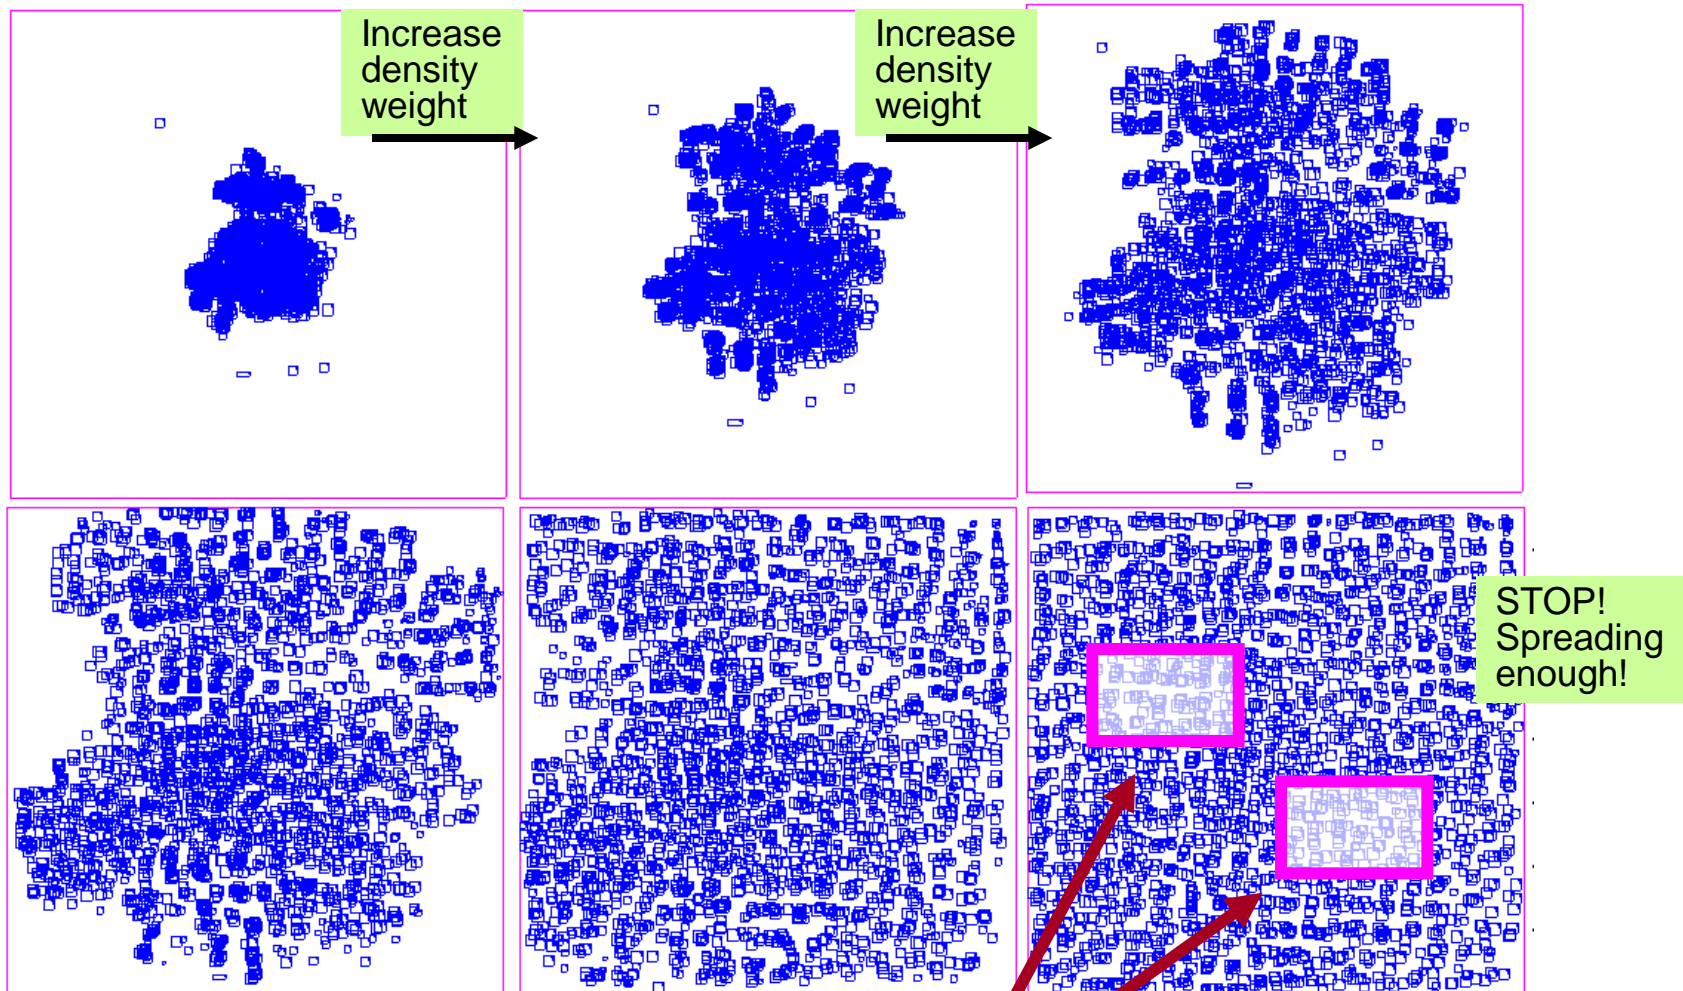 Increase
density
weight
Increase
density
weight
STOP!
Spreading
enough!